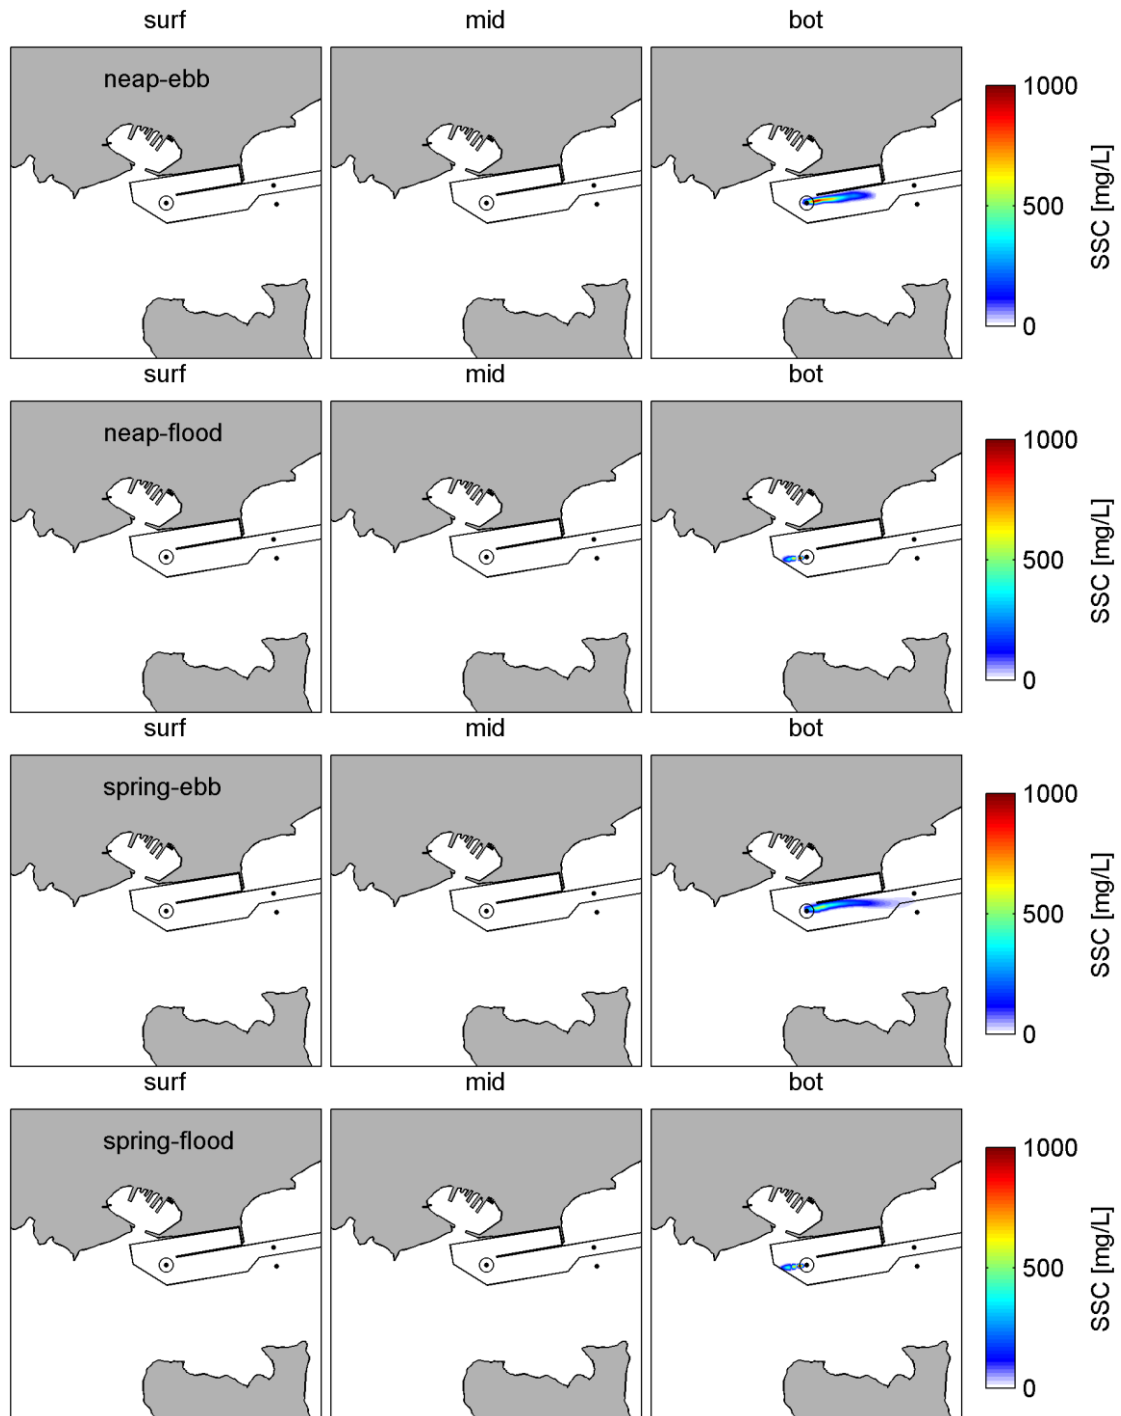 surf mid bot
neap-ebb
1000
500
0
SSC [mg/L]
surf mid bot
neap-flood
1000
500
0
SSC [mg/L]
surf mid bot
spring-ebb
1000
500
0
SSC [mg/L]
surf mid bot
spring-flood
1000
500
0
SSC [mg/L]